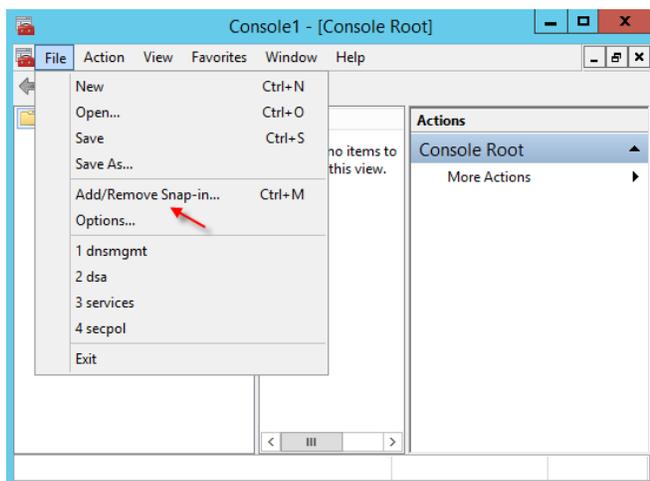 Console1 - [Console Root]
File Action View Favorites Window Help
New Ctrl+N
Open... Ctrl+O
Save Ctrl+S
Save As...
Add/Remove Snap-in... Ctrl+M
Options...
1 dnsmgmt
2 dsa
3 services
4 secpol
Exit
no items to
this view.
Actions
Console Root
More Actions